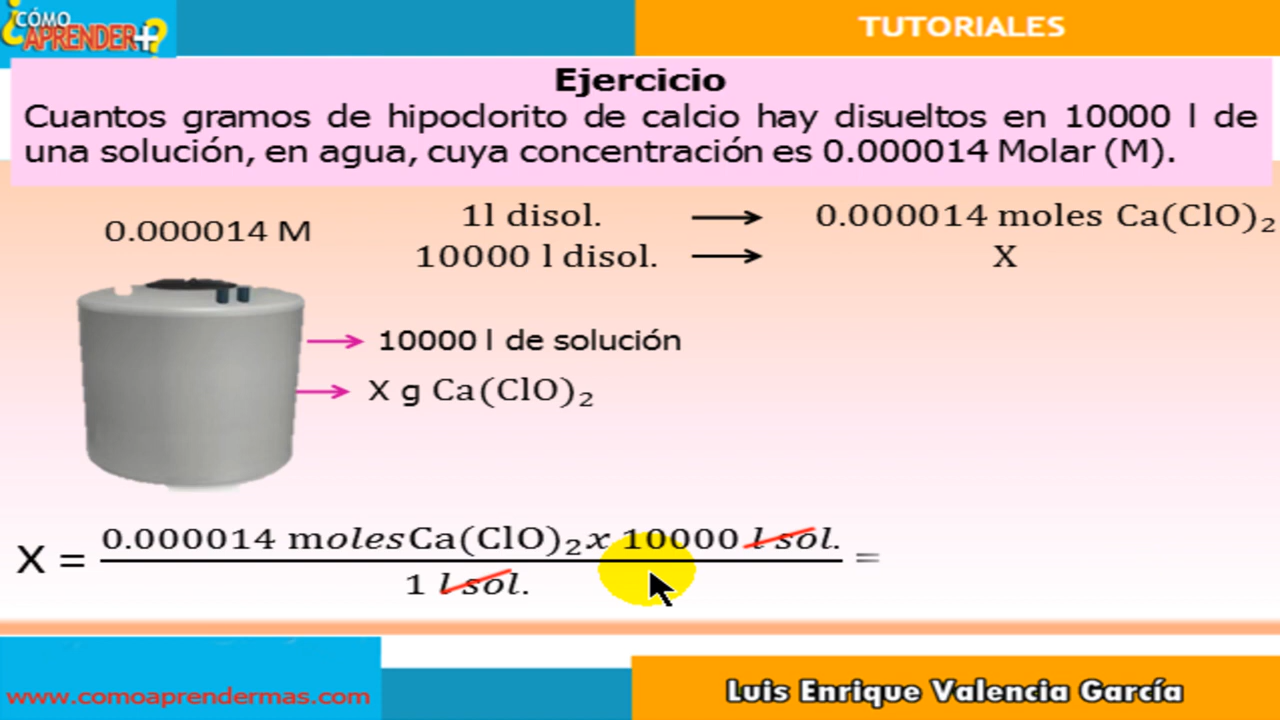 ¿CÓMO
APRENDER+?
TUTORIALES
Ejercicio
Cuantos gramos de hipoclorito de calcio hay disueltos en 10000 l de
una solución, en agua, cuya concentración es 0.000014 Molar (M).
0.000014 M
1l disol. → 0.000014 moles Ca(ClO)₂
10000 l disol. → X
10000 l de solución
X g Ca(ClO)₂
0.000014 molesCa(ClO)₂x 10000 l sol.
X = =
1 l sol.
www.comoaprendermas.com
Luis Enrique Valencia García